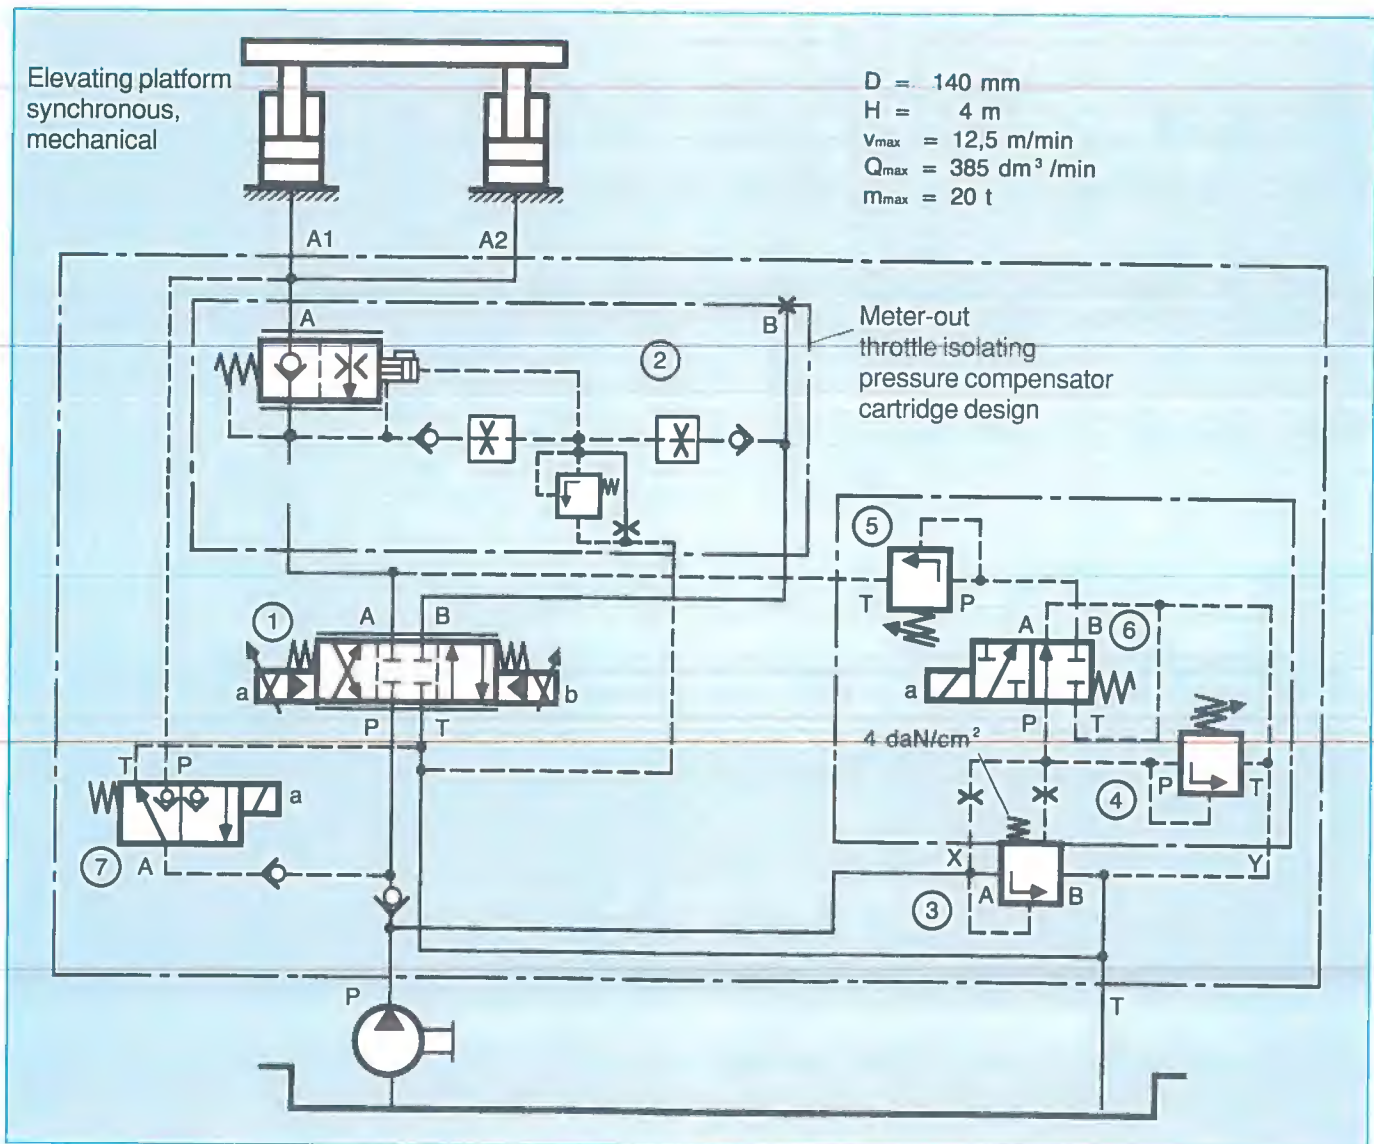 Elevating platform
synchronous,
mechanical
D = 140 mm
H = 4 m
vmax = 12,5 m/min
Qmax = 385 dm³/min
mmax = 20 t
A1
A2
A
B
2
Meter-out
throttle isolating
pressure compensator
cartridge design
5
T
P
A
B
1
a
b
P
T
A
B
6
a
P
T
4 daN/cm²
P
T
4
T
P
a
7
A
X
Y
A
B
3
P
T